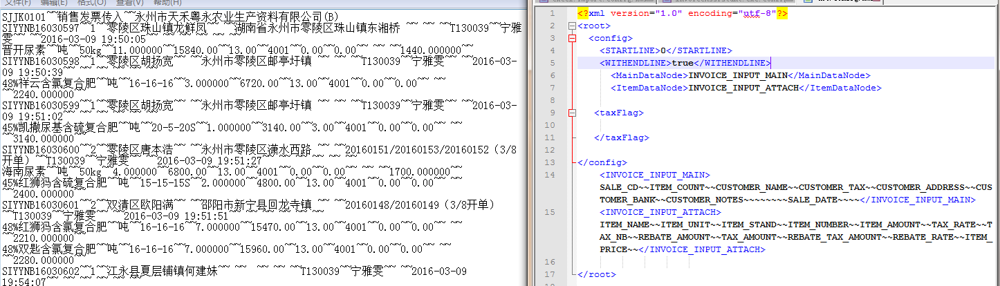 文件(F) 编辑(E) 格式(O) 查看(V) 帮助(H)
SJJK0101~~销售发票传入~~永州市天禾粤永农业生产资料有限公司(B)
SIYYNB16030597~~1~~零陵区珠山镇龙鲜凤~~ ~~湖南省永州市零陵区珠山镇东湘桥 ~~ ~~ ~~T130039~~宁雅
雯~~ ~~2016-03-09 19:50:05~~ ~~ ~~ ~~ ~~
晋开尿素~~吨~~50kg~~11.000000~~15840.00~~13.00~~4001~~0.00~~0.00~~ ~~ ~~1440.000000~~
SIYYNB16030598~~1~~零陵区胡扬宽~~ ~~永州市零陵区邮亭圩镇 ~~ ~~ ~~T130039~~宁雅雯~~ ~~2016-03-
09 19:50:39~~ ~~ ~~ ~~ ~~
48%祥云含氯复合肥~~吨~~16-16-16~~3.000000~~6720.00~~13.00~~4001~~0.00~~0.00~~ ~~
~~2240.000000~~
SIYYNB16030599~~1~~零陵区胡扬宽~~ ~~永州市零陵区邮亭圩镇 ~~ ~~ ~~T130039~~宁雅雯~~ ~~2016-03-
09 19:51:02~~ ~~ ~~ ~~ ~~
45%凯撒尿基含硫复合肥~~吨~~20-5-20S~~1.000000~~3140.00~~3.00~~4001~~0.00~~0.00~~ ~~
~~3140.000000~~
SIYYNB16030600~~2~~零陵区唐本浩~~ ~~永州市零陵区潇水西路 ~~ ~~20160151/20160153/20160152（3/8
开单）~~T130039~~宁雅雯~~ ~~2016-03-09 19:51:27~~ ~~ ~~ ~~ ~~
海南尿素~~吨~~50kg~~4.000000~~6800.00~~13.00~~4001~~0.00~~0.00~~ ~~ ~~1700.000000~~
45%红狮犸含硫复合肥~~吨~~15-15-15S~~2.000000~~4800.00~~13.00~~4001~~0.00~~0.00~~ ~~
~~2400.000000~~
SIYYNB16030601~~2~~双清区欧阳满~~ ~~邵阳市新宁县回龙寺镇 ~~ ~~20160148/20160149（3/8开单）
~~T130039~~宁雅雯~~ ~~2016-03-09 19:51:51~~ ~~ ~~ ~~ ~~
48%红狮犸含氯复合肥~~吨~~16-16-16~~7.000000~~15470.00~~13.00~~4001~~0.00~~0.00~~ ~~
~~2210.000000~~
48%双匙含氯复合肥~~吨~~16-16-16~~7.000000~~15960.00~~13.00~~4001~~0.00~~0.00~~ ~~
~~2280.000000~~
SIYYNB16030602~~1~~江永县夏层铺镇何建妹~~ ~~ ~~ ~~ ~~T130039~~宁雅雯~~ ~~2016-03-09
19:54:07~~ ~~ ~~ ~~ ~~
1 <?xml version="1.0" encoding="utf-8"?>
2 <root>
3 <config>
4 <STARTLINE>0</STARTLINE>
5 <WITHENDLINE>true</WITHENDLINE>
6 <MainDataNode>INVOICE_INPUT_MAIN</MainDataNode>
7 <ItemDataNode>INVOICE_INPUT_ATTACH</ItemDataNode>
8
9 <taxFlag>
10
11 </taxFlag>
12
13 </config>
14 <INVOICE_INPUT_MAIN>
SALE_CD~~ITEM_COUNT~~CUSTOMER_NAME~~CUSTOMER_TAX~~CUSTOMER_ADDRESS~~CUS
TOMER_BANK~~CUSTOMER_NOTES~~~~~~~~SALE_DATE~~~~</INVOICE_INPUT_MAIN>
15 <INVOICE_INPUT_ATTACH>
ITEM_NAME~~ITEM_UNIT~~ITEM_STAND~~ITEM_NUMBER~~ITEM_AMOUNT~~TAX_RATE~~T
AX_NB~~REBATE_AMOUNT~~TAX_AMOUNT~~REBATE_TAX_AMOUNT~~REBATE_RATE~~ITEM_
PRICE~~</INVOICE_INPUT_ATTACH>
16
17 </root>